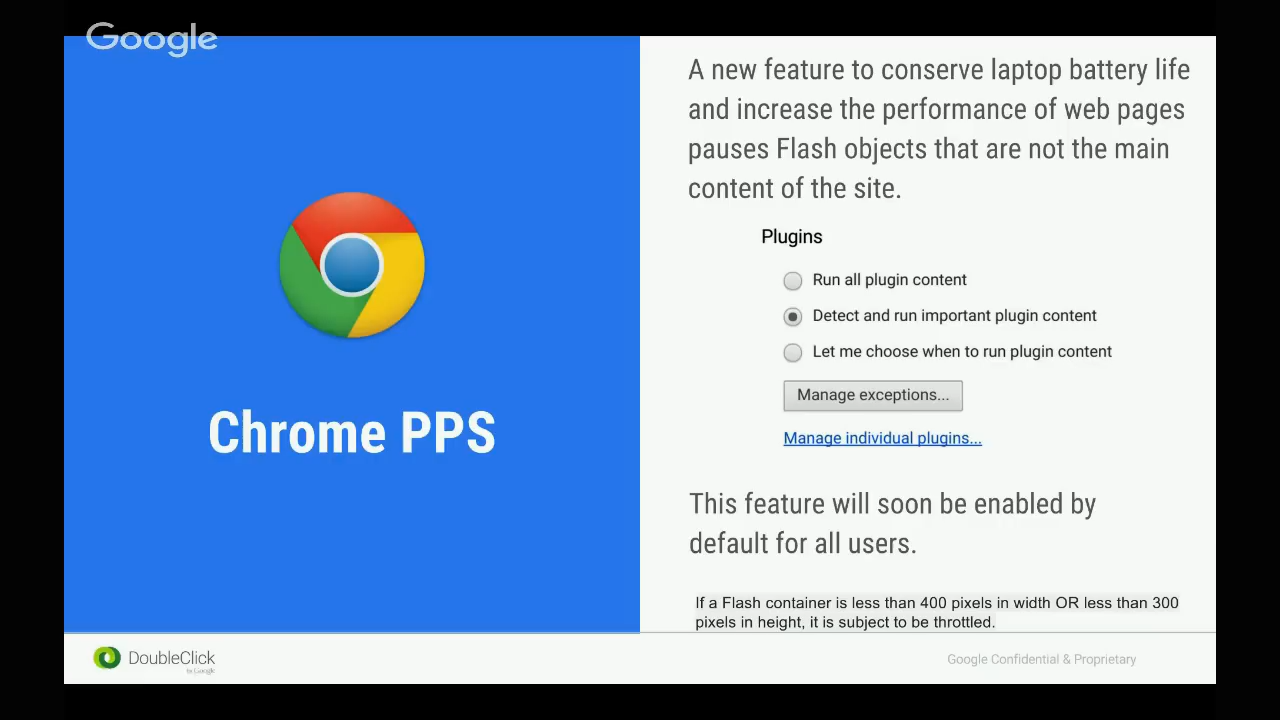 Google
A new feature to conserve laptop battery life
and increase the performance of web pages
pauses Flash objects that are not the main
content of the site.
Plugins
Run all plugin content
Detect and run important plugin content
Let me choose when to run plugin content
Manage exceptions...
Manage individual plugins...
Chrome PPS
This feature will soon be enabled by
default for all users.
If a Flash container is less than 400 pixels in width OR less than 300
pixels in height, it is subject to be throttled.
DoubleClick
by Google
Google Confidential & Proprietary